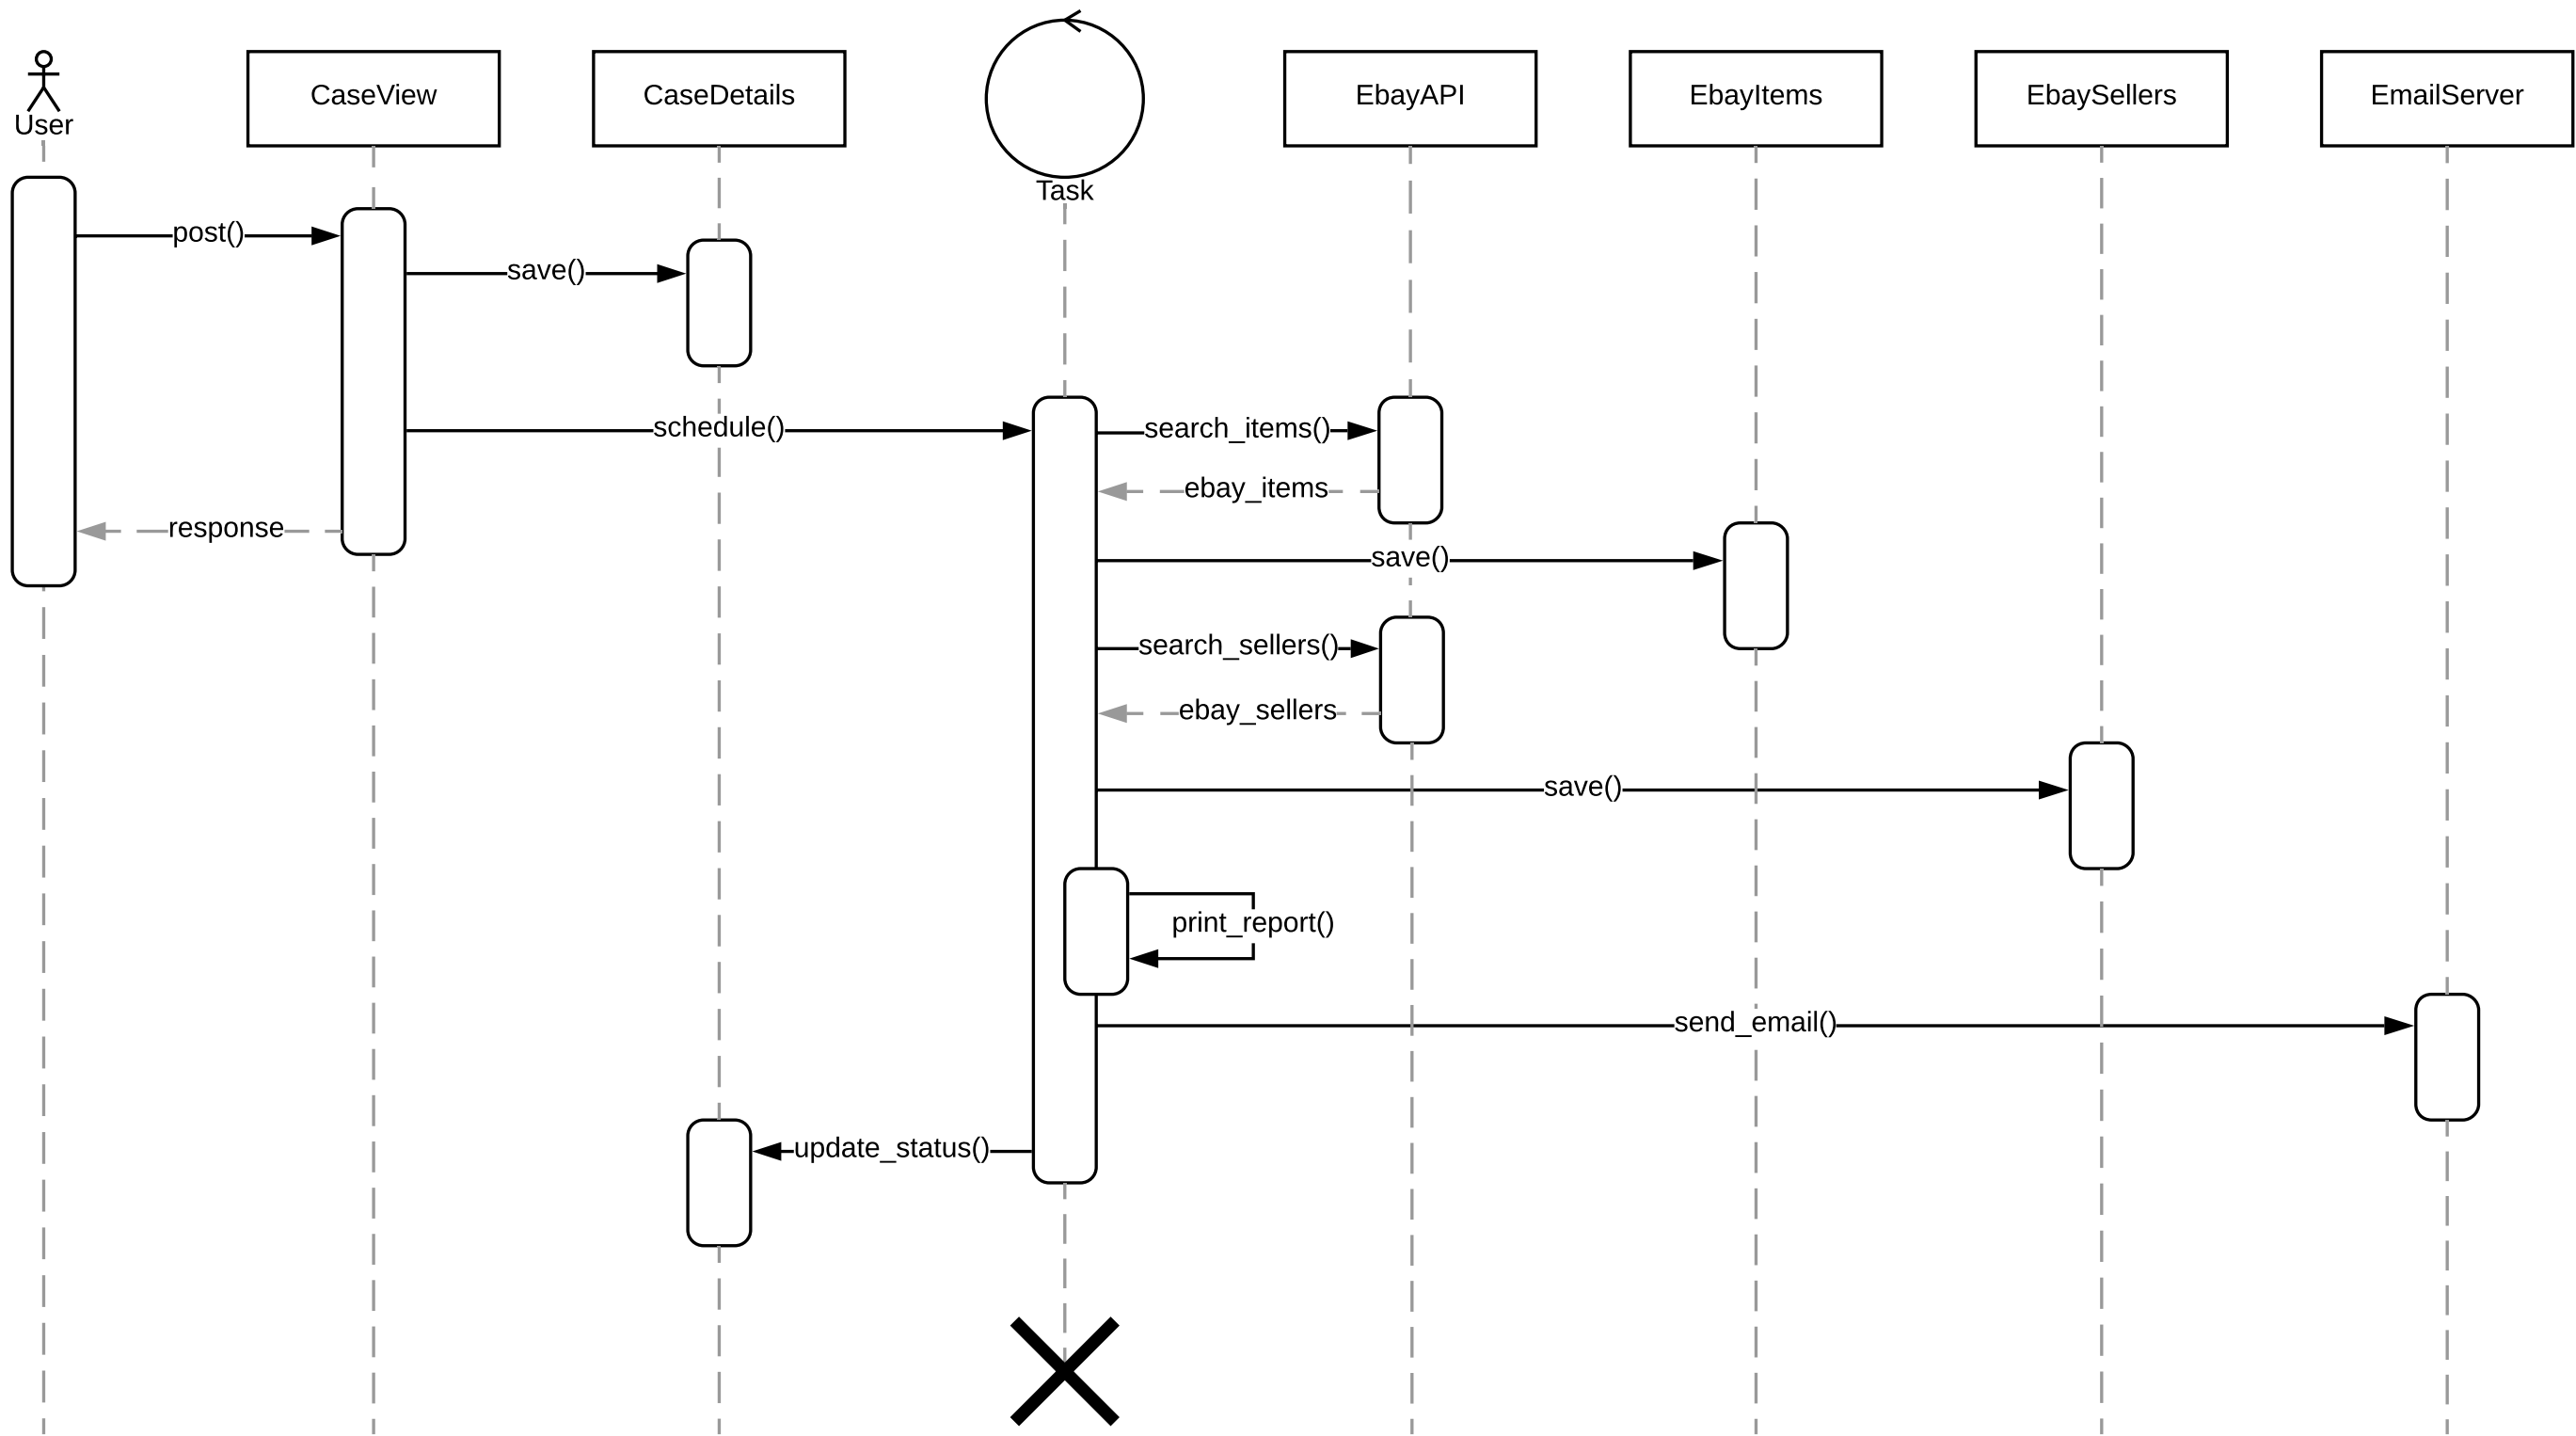 User
CaseView
CaseDetails
Task
EbayAPI
EbayItems
EbaySellers
EmailServer
post()
save()
schedule()
search_items()
ebay_items
response
save()
search_sellers()
ebay_sellers
save()
print_report()
send_email()
update_status()